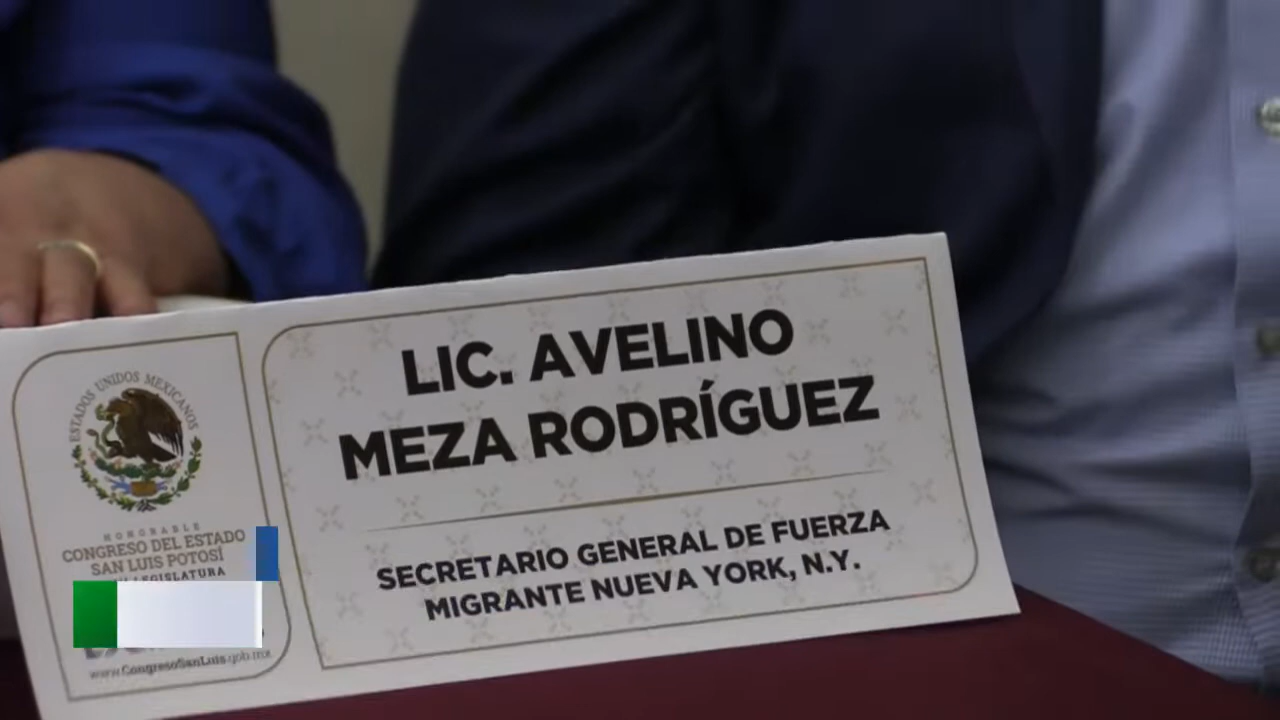 LIC. AVELINO
MEZA RODRÍGUEZ
SECRETARIO GENERAL DE FUERZA
MIGRANTE NUEVA YORK, N.Y.
ESTADOS UNIDOS MEXICANOS
HONORABLE
CONGRESO DEL ESTADO
SAN LUIS POTOSÍ
LEGISLATURA
www.CongresoSanLuis.gob.mx